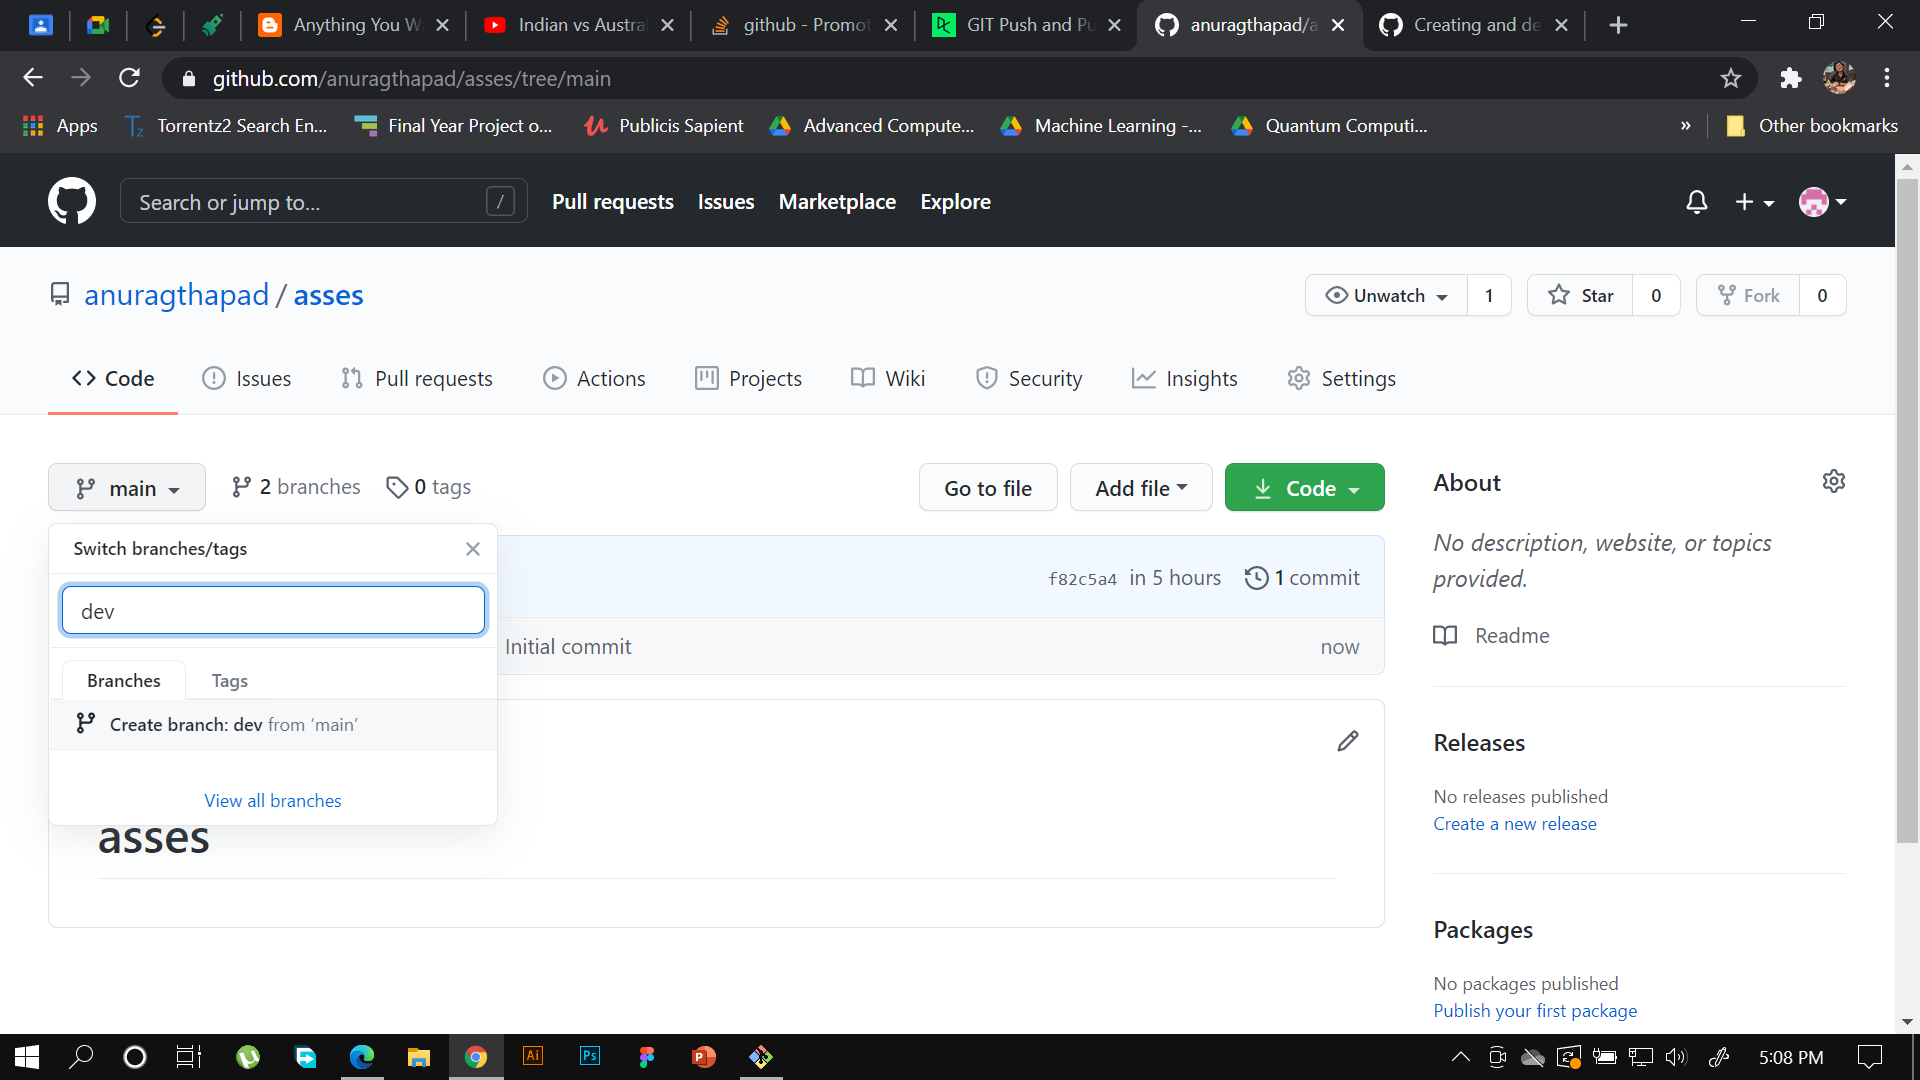 Anything You W
Indian vs Austra
github - Promot
GIT Push and Pu
anuragthapad/a
Creating and de
github.com/anuragthapad/asses/tree/main
Apps
Torrentz2 Search En...
Final Year Project o...
Publicis Sapient
Advanced Compute...
Machine Learning -...
Quantum Computi...
»
Other bookmarks
Search or jump to...
/
Pull requests
Issues
Marketplace
Explore
anuragthapad / asses
Unwatch
1
Star
0
Fork
0
Code
Issues
Pull requests
Actions
Projects
Wiki
Security
Insights
Settings
main
2 branches
0 tags
Go to file
Add file
Code
About
Switch branches/tags
No description, website, or topics
provided.
f82c5a4 in 5 hours
1 commit
dev
Initial commit
now
Readme
Branches
Tags
Create branch: dev from ‘main’
View all branches
Releases
No releases published
Create a new release
asses
Packages
No packages published
Publish your first package
Ai
Ps
5:08 PM